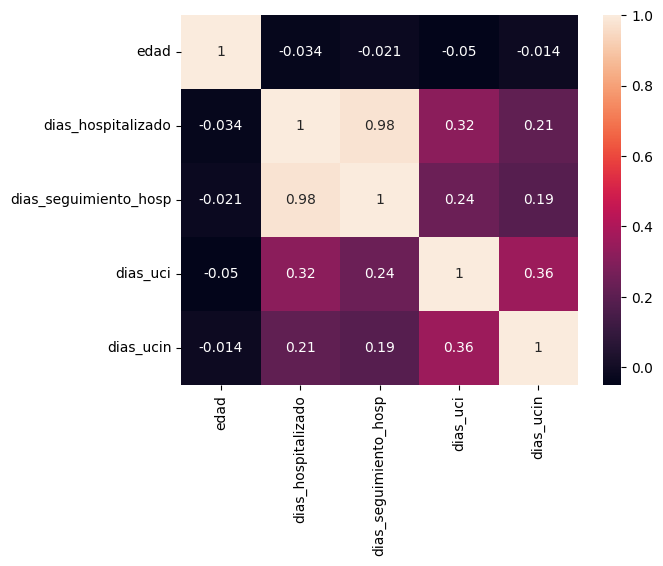 edad 1 -0.034 -0.021 -0.05 -0.014
dias_hospitalizado -0.034 1 0.98 0.32 0.21
dias_seguimiento_hosp -0.021 0.98 1 0.24 0.19
dias_uci -0.05 0.32 0.24 1 0.36
dias_ucin -0.014 0.21 0.19 0.36 1
edad
dias_hospitalizado
dias_seguimiento_hosp
dias_uci
dias_ucin
1.0
0.8
0.6
0.4
0.2
0.0